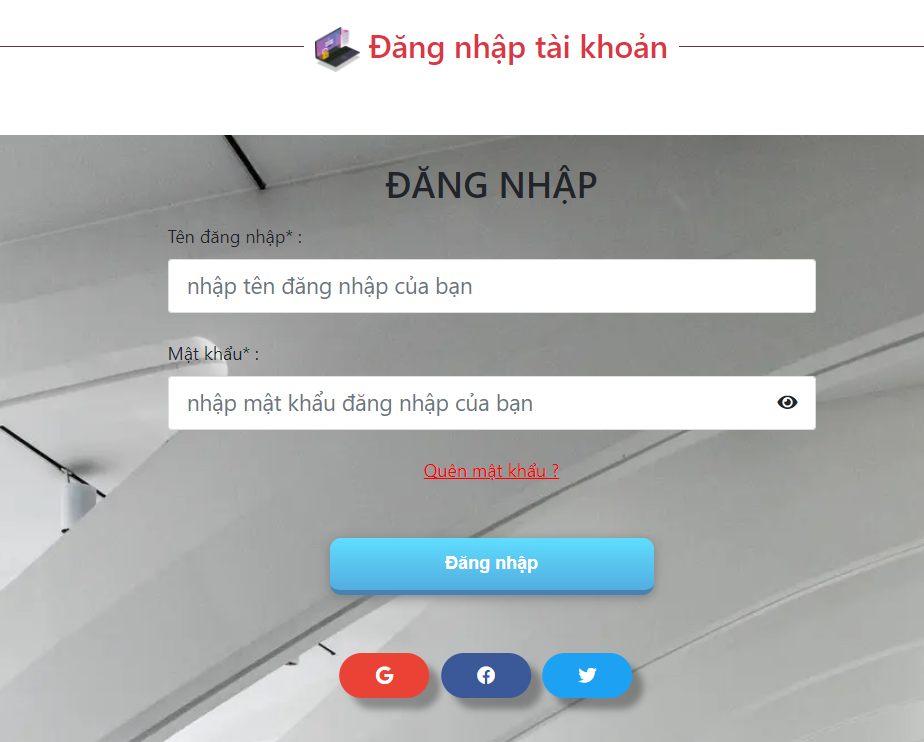 Đăng nhập tài khoản
ĐĂNG NHẬP
Tên đăng nhập* :
nhập tên đăng nhập của bạn
Mật khẩu* :
nhập mật khẩu đăng nhập của bạn
Quên mật khẩu ?
Đăng nhập